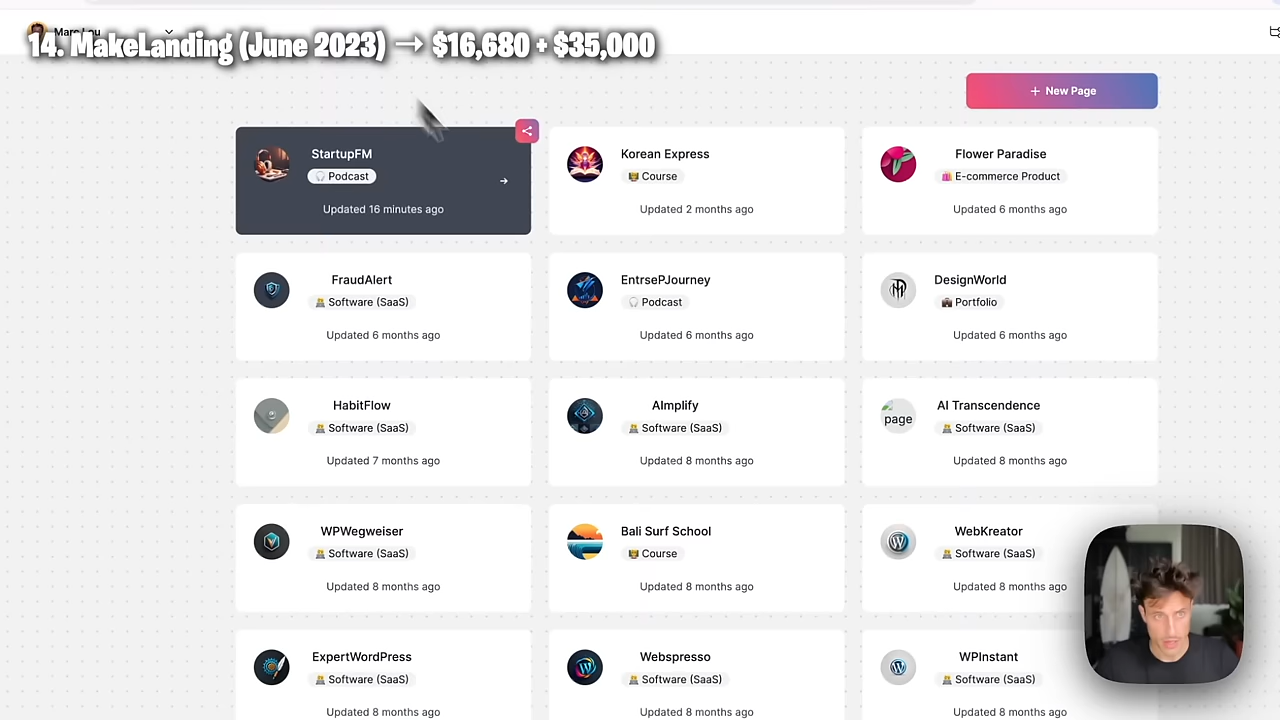 Marc Lou
14. MakeLanding (June 2023) → $16,680 + $35,000
+ New Page
StartupFM
Podcast
Updated 16 minutes ago
Korean Express
Course
Updated 2 months ago
Flower Paradise
E-commerce Product
Updated 6 months ago
FraudAlert
Software (SaaS)
Updated 6 months ago
EntrsePJourney
Podcast
Updated 6 months ago
DesignWorld
Portfolio
Updated 6 months ago
HabitFlow
Software (SaaS)
Updated 7 months ago
AImplify
Software (SaaS)
Updated 8 months ago
page
AI Transcendence
Software (SaaS)
Updated 8 months ago
WPWegweiser
Software (SaaS)
Updated 8 months ago
Bali Surf School
Course
Updated 8 months ago
WebKreator
Software (SaaS)
Updated 8 months ago
ExpertWordPress
Software (SaaS)
Updated 8 months ago
Webspresso
Software (SaaS)
Updated 8 months ago
WPInstant
Software (SaaS)
Updated 8 months ago